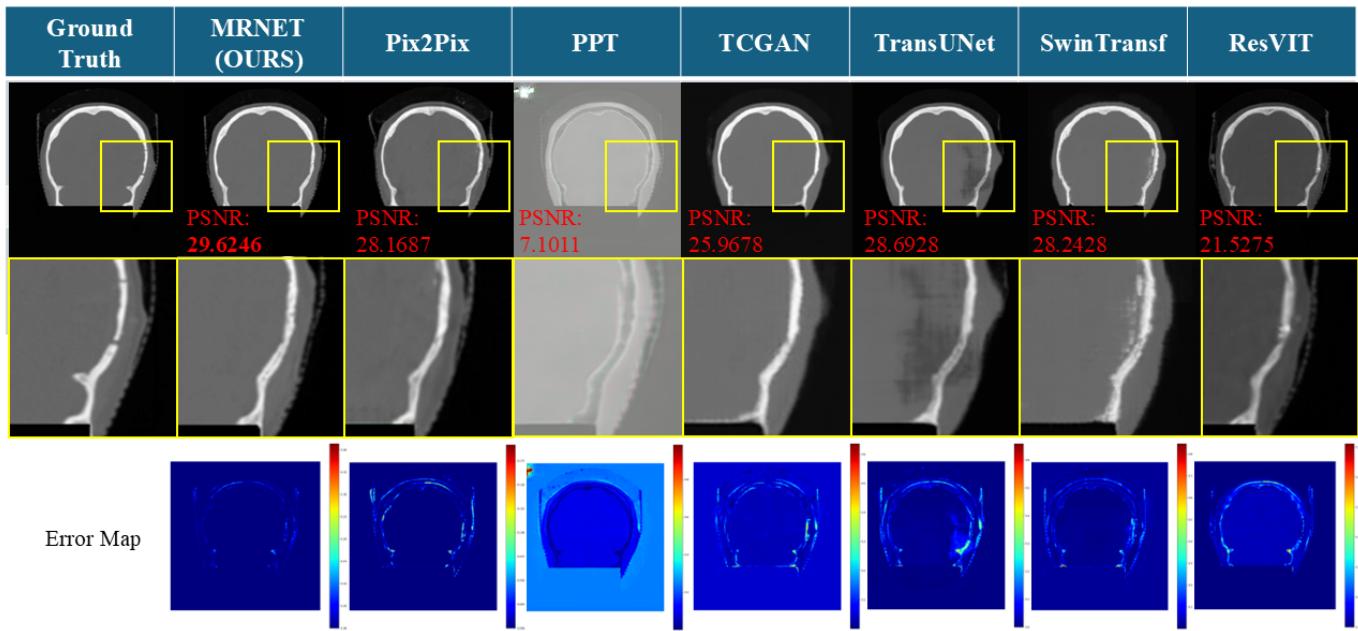 Ground
Truth
MRNET
(OURS)
Pix2Pix
PPT
TCGAN
TransUNet
SwinTransf
ResVIT
PSNR:
29.6246
PSNR:
28.1687
PSNR:
7.1011
PSNR:
25.9678
PSNR:
28.6928
PSNR:
28.2428
PSNR:
21.5275
Error Map